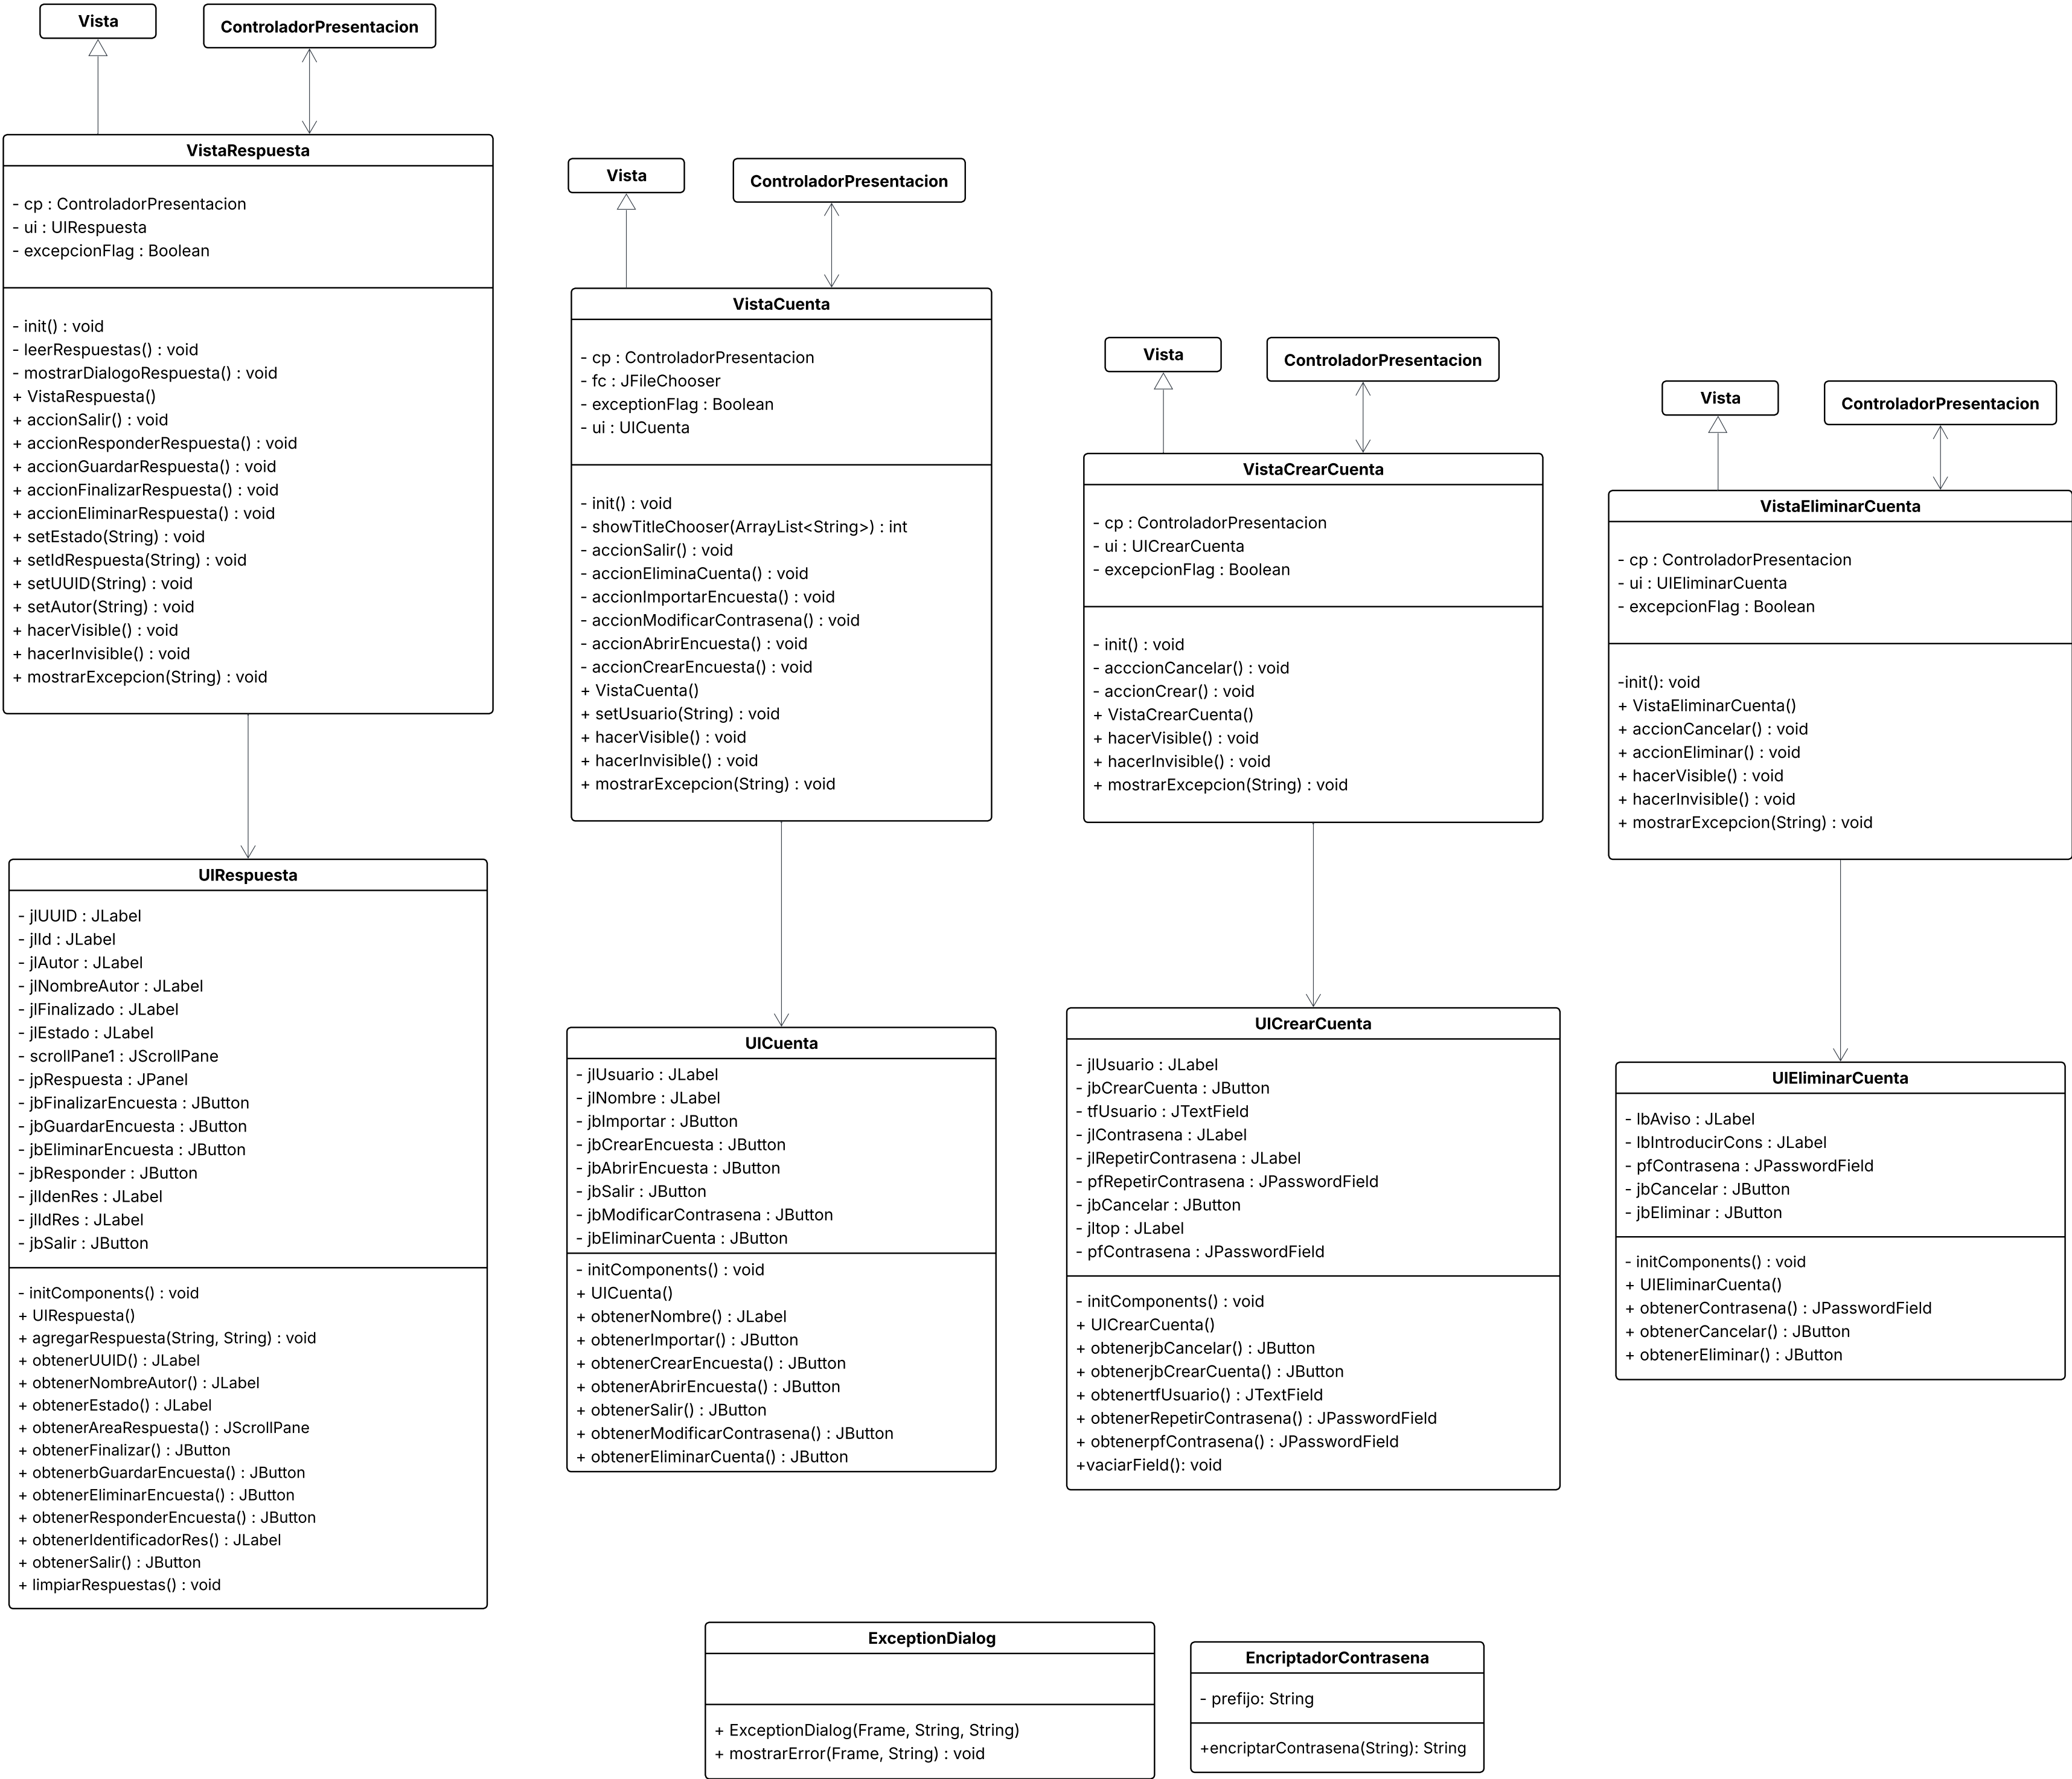 Vista
ControladorPresentacion
VistaRespuesta
- cp : ControladorPresentacion
- ui : UIRespuesta
- excepcionFlag : Boolean
- init() : void
- leerRespuestas() : void
- mostrarDialogoRespuesta() : void
+ VistaRespuesta()
+ accionSalir() : void
+ accionResponderRespuesta() : void
+ accionGuardarRespuesta() : void
+ accionFinalizarRespuesta() : void
+ accionEliminarRespuesta() : void
+ setEstado(String) : void
+ setIdRespuesta(String) : void
+ setUUID(String) : void
+ setAutor(String) : void
+ hacerVisible() : void
+ hacerInvisible() : void
+ mostrarExcepcion(String) : void
UIRespuesta
- jlUUID : JLabel
- jlId : JLabel
- jlAutor : JLabel
- jlNombreAutor : JLabel
- jlFinalizado : JLabel
- jlEstado : JLabel
- scrollPane1 : JScrollPane
- jpRespuesta : JPanel
- jbFinalizarEncuesta : JButton
- jbGuardarEncuesta : JButton
- jbEliminarEncuesta : JButton
- jbResponder : JButton
- jlIdenRes : JLabel
- jlIdRes : JLabel
- jbSalir : JButton
- initComponents() : void
+ UIRespuesta()
+ agregarRespuesta(String, String) : void
+ obtenerUUID() : JLabel
+ obtenerNombreAutor() : JLabel
+ obtenerEstado() : JLabel
+ obtenerAreaRespuesta() : JScrollPane
+ obtenerFinalizar() : JButton
+ obtenerbGuardarEncuesta() : JButton
+ obtenerEliminarEncuesta() : JButton
+ obtenerResponderEncuesta() : JButton
+ obtenerIdentificadorRes() : JLabel
+ obtenerSalir() : JButton
+ limpiarRespuestas() : void
Vista
ControladorPresentacion
VistaCuenta
- cp : ControladorPresentacion
- fc : JFileChooser
- exceptionFlag : Boolean
- ui : UICuenta
- init() : void
- showTitleChooser(ArrayList<String>) : int
- accionSalir() : void
- accionEliminaCuenta() : void
- accionImportarEncuesta() : void
- accionModificarContrasena() : void
- accionAbrirEncuesta() : void
- accionCrearEncuesta() : void
+ VistaCuenta()
+ setUsuario(String) : void
+ hacerVisible() : void
+ hacerInvisible() : void
+ mostrarExcepcion(String) : void
UICuenta
- jlUsuario : JLabel
- jlNombre : JLabel
- jbImportar : JButton
- jbCrearEncuesta : JButton
- jbAbrirEncuesta : JButton
- jbSalir : JButton
- jbModificarContrasena : JButton
- jbEliminarCuenta : JButton
- initComponents() : void
+ UICuenta()
+ obtenerNombre() : JLabel
+ obtenerImportar() : JButton
+ obtenerCrearEncuesta() : JButton
+ obtenerAbrirEncuesta() : JButton
+ obtenerSalir() : JButton
+ obtenerModificarContrasena() : JButton
+ obtenerEliminarCuenta() : JButton
Vista
ControladorPresentacion
VistaCrearCuenta
- cp : ControladorPresentacion
- ui : UICrearCuenta
- excepcionFlag : Boolean
- init() : void
- acccionCancelar() : void
- accionCrear() : void
+ VistaCrearCuenta()
+ hacerVisible() : void
+ hacerInvisible() : void
+ mostrarExcepcion(String) : void
UICrearCuenta
- jlUsuario : JLabel
- jbCrearCuenta : JButton
- tfUsuario : JTextField
- jlContrasena : JLabel
- jlRepetirContrasena : JLabel
- pfRepetirContrasena : JPasswordField
- jbCancelar : JButton
- jltop : JLabel
- pfContrasena : JPasswordField
- initComponents() : void
+ UICrearCuenta()
+ obtenerjbCancelar() : JButton
+ obtenerjbCrearCuenta() : JButton
+ obtenertfUsuario() : JTextField
+ obtenerRepetirContrasena() : JPasswordField
+ obtenerpfContrasena() : JPasswordField
+vaciarField(): void
Vista
ControladorPresentacion
VistaEliminarCuenta
- cp : ControladorPresentacion
- ui : UIEliminarCuenta
- excepcionFlag : Boolean
-init(): void
+ VistaEliminarCuenta()
+ accionCancelar() : void
+ accionEliminar() : void
+ hacerVisible() : void
+ hacerInvisible() : void
+ mostrarExcepcion(String) : void
UIEliminarCuenta
- lbAviso : JLabel
- lbIntroducirCons : JLabel
- pfContrasena : JPasswordField
- jbCancelar : JButton
- jbEliminar : JButton
- initComponents() : void
+ UIEliminarCuenta()
+ obtenerContrasena() : JPasswordField
+ obtenerCancelar() : JButton
+ obtenerEliminar() : JButton
ExceptionDialog
+ ExceptionDialog(Frame, String, String)
+ mostrarError(Frame, String) : void
EncriptadorContrasena
- prefijo: String
+encriptarContrasena(String): String